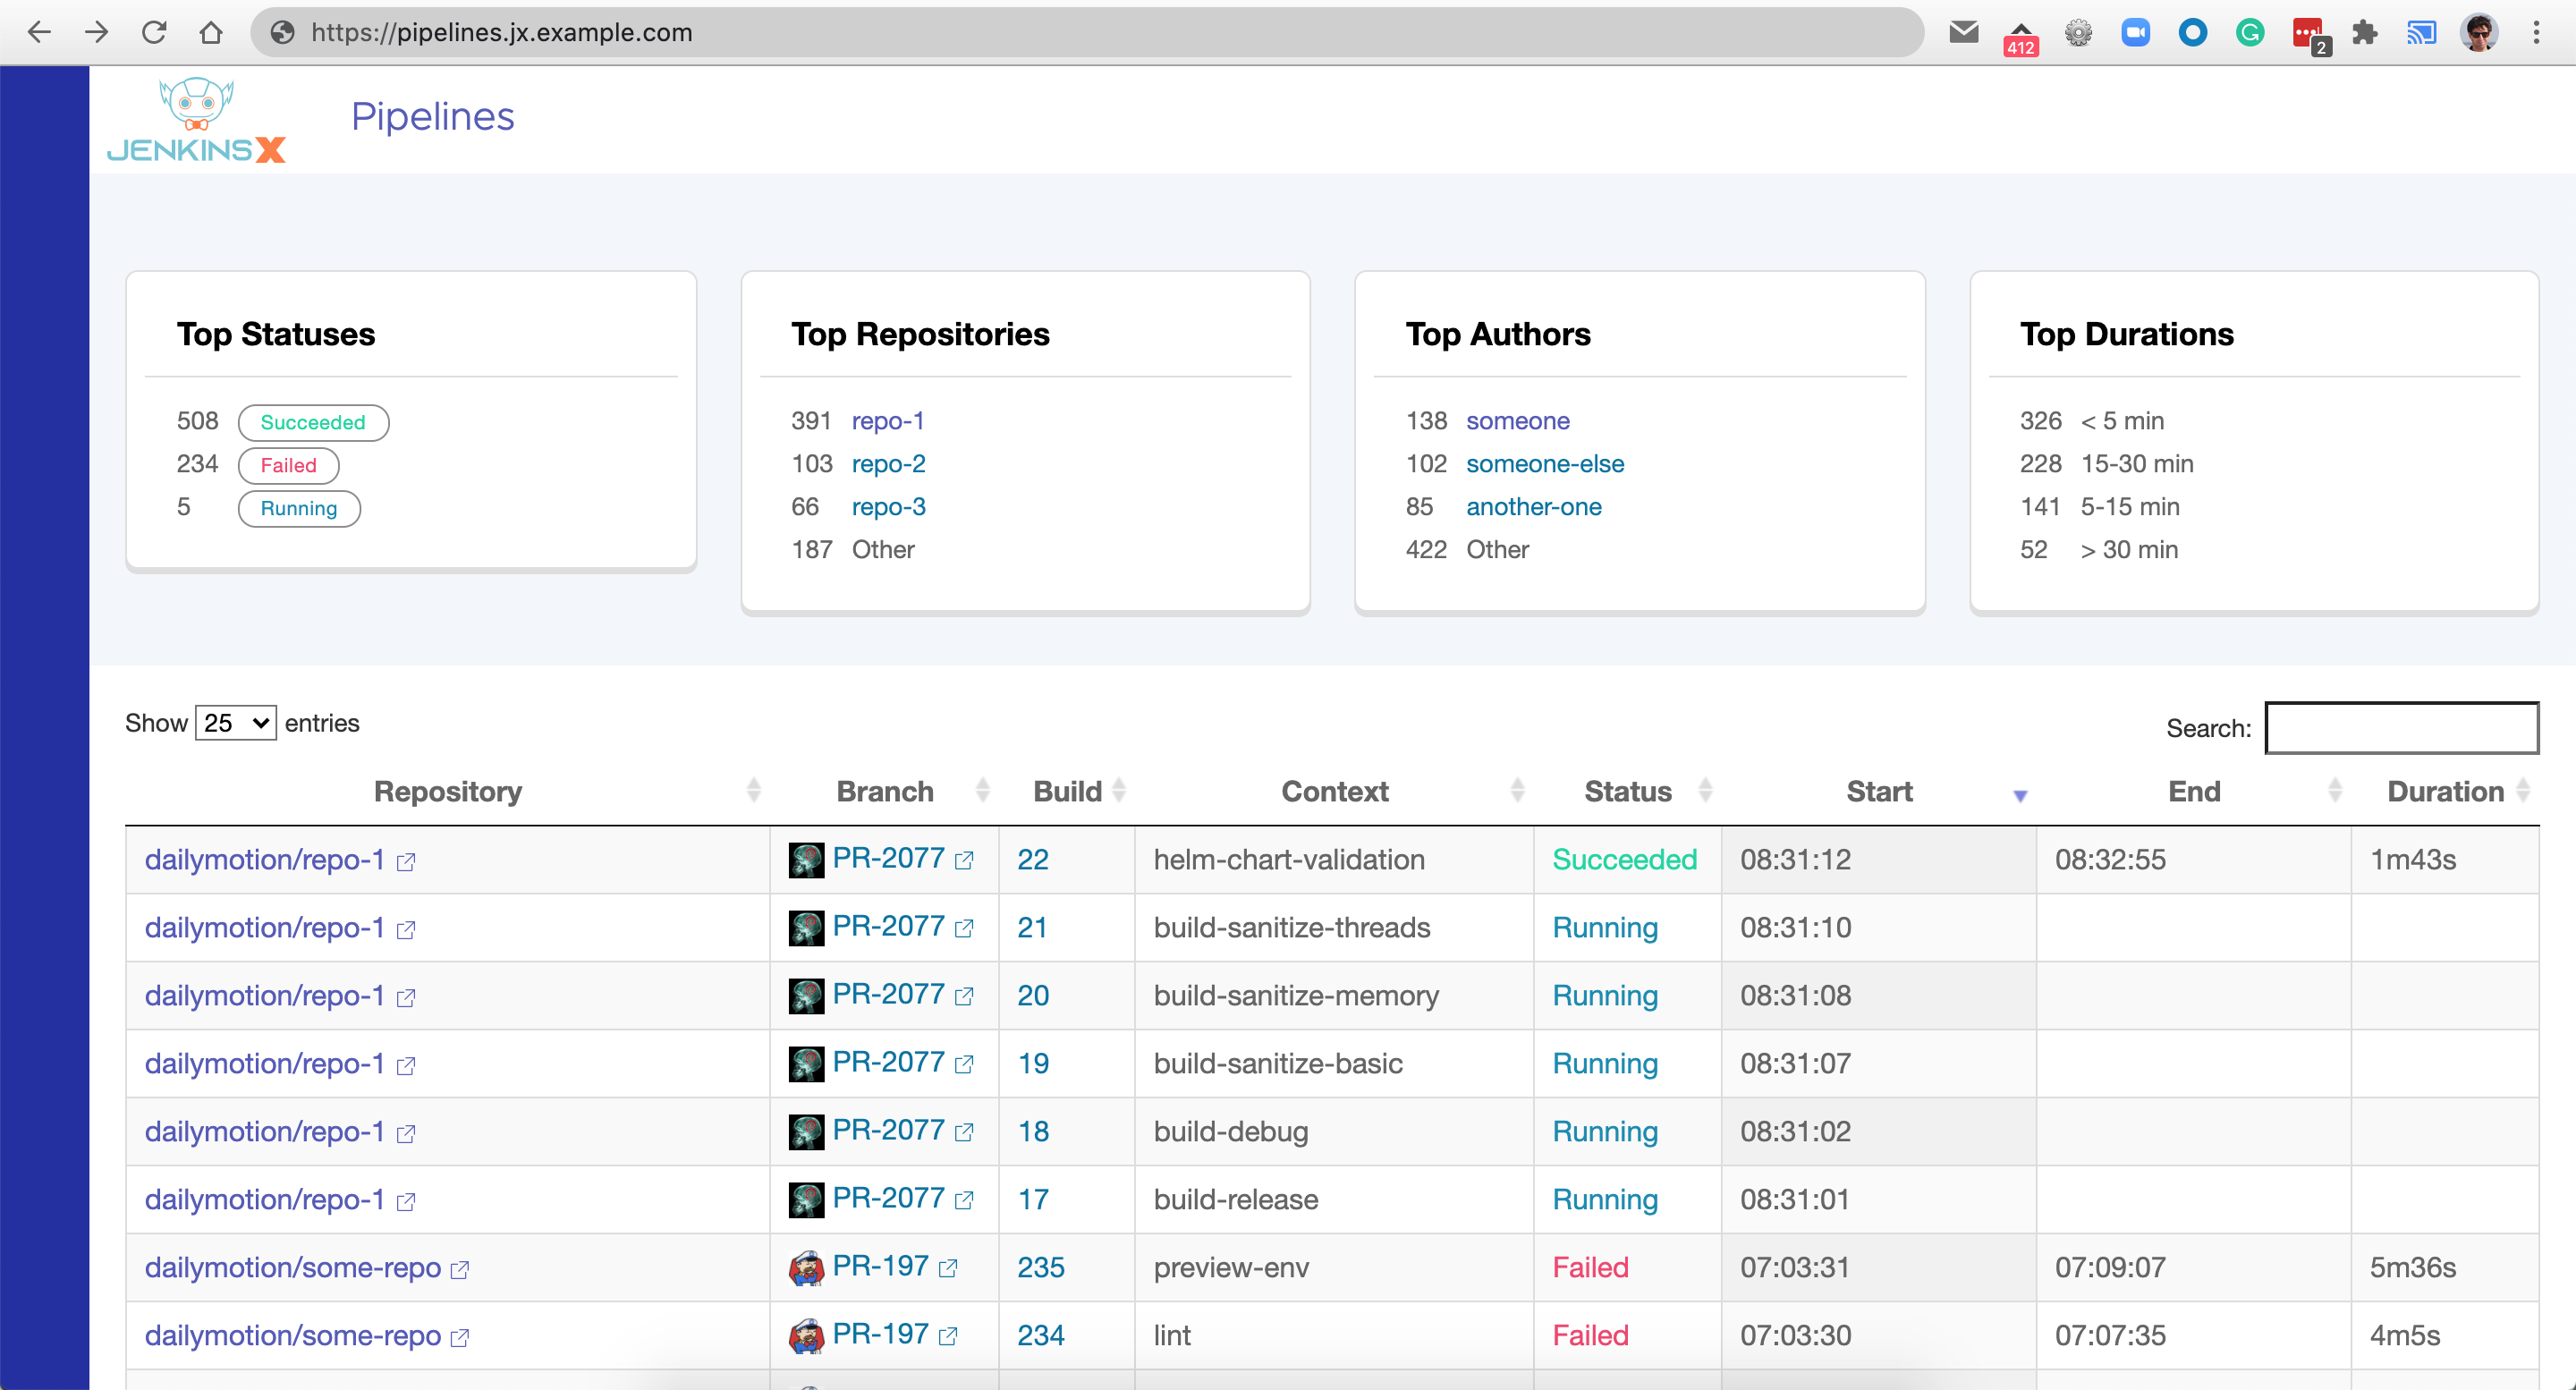 https://pipelines.jx.example.com
412
2
JENKINS X
Pipelines
Top Statuses
508 Succeeded
234 Failed
5 Running
Top Repositories
391 repo-1
103 repo-2
66 repo-3
187 Other
Top Authors
138 someone
102 someone-else
85 another-one
422 Other
Top Durations
326 < 5 min
228 15-30 min
141 5-15 min
52 > 30 min
Show 25 entries
Search:
Repository Branch Build Context Status Start End Duration
dailymotion/repo-1 PR-2077 22 helm-chart-validation Succeeded 08:31:12 08:32:55 1m43s
dailymotion/repo-1 PR-2077 21 build-sanitize-threads Running 08:31:10
dailymotion/repo-1 PR-2077 20 build-sanitize-memory Running 08:31:08
dailymotion/repo-1 PR-2077 19 build-sanitize-basic Running 08:31:07
dailymotion/repo-1 PR-2077 18 build-debug Running 08:31:02
dailymotion/repo-1 PR-2077 17 build-release Running 08:31:01
dailymotion/some-repo PR-197 235 preview-env Failed 07:03:31 07:09:07 5m36s
dailymotion/some-repo PR-197 234 lint Failed 07:03:30 07:07:35 4m5s